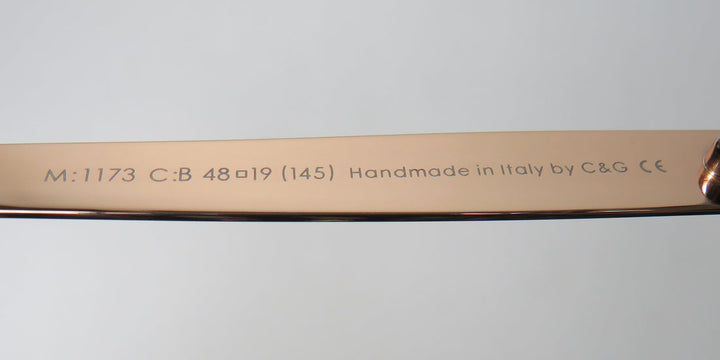 M:1173 C:B 48□19 (145) Handmade in Italy by C&G CE